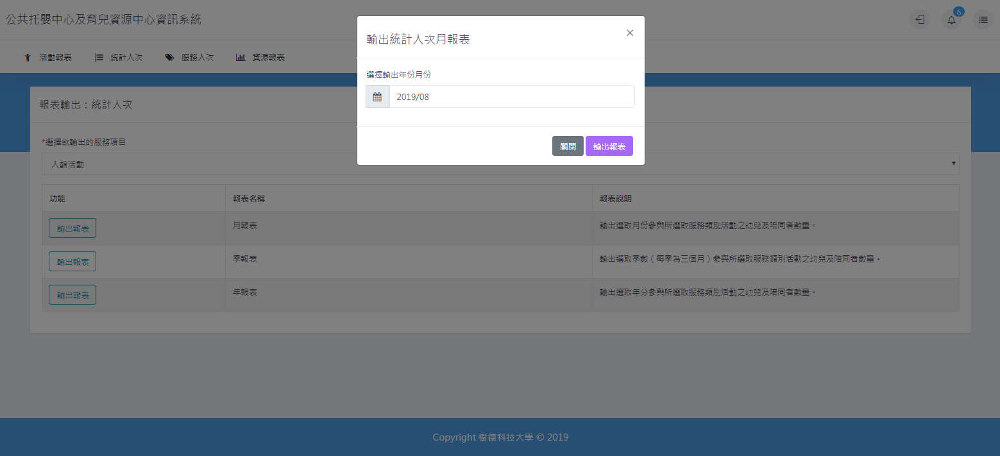 公共托嬰中心及育兒資源中心資訊系統
6
活動報表 統計人次 服務人次 資源報表
輸出統計人次月報表
×
選擇輸出年份月份
2019/08
關閉 輸出報表
報表輸出：統計人次
*選擇欲輸出的服務項目
入館活動
功能 報表名稱 報表說明
輸出報表 月報表 輸出選取月份參與所選取服務類別活動之幼兒及陪同者數量。
輸出報表 季報表 輸出選取季數（每季為三個月）參與所選取服務類別活動之幼兒及陪同者數量。
輸出報表 年報表 輸出選取年分參與所選取服務類別活動之幼兒及陪同者數量。
Copyright 樹德科技大學 © 2019